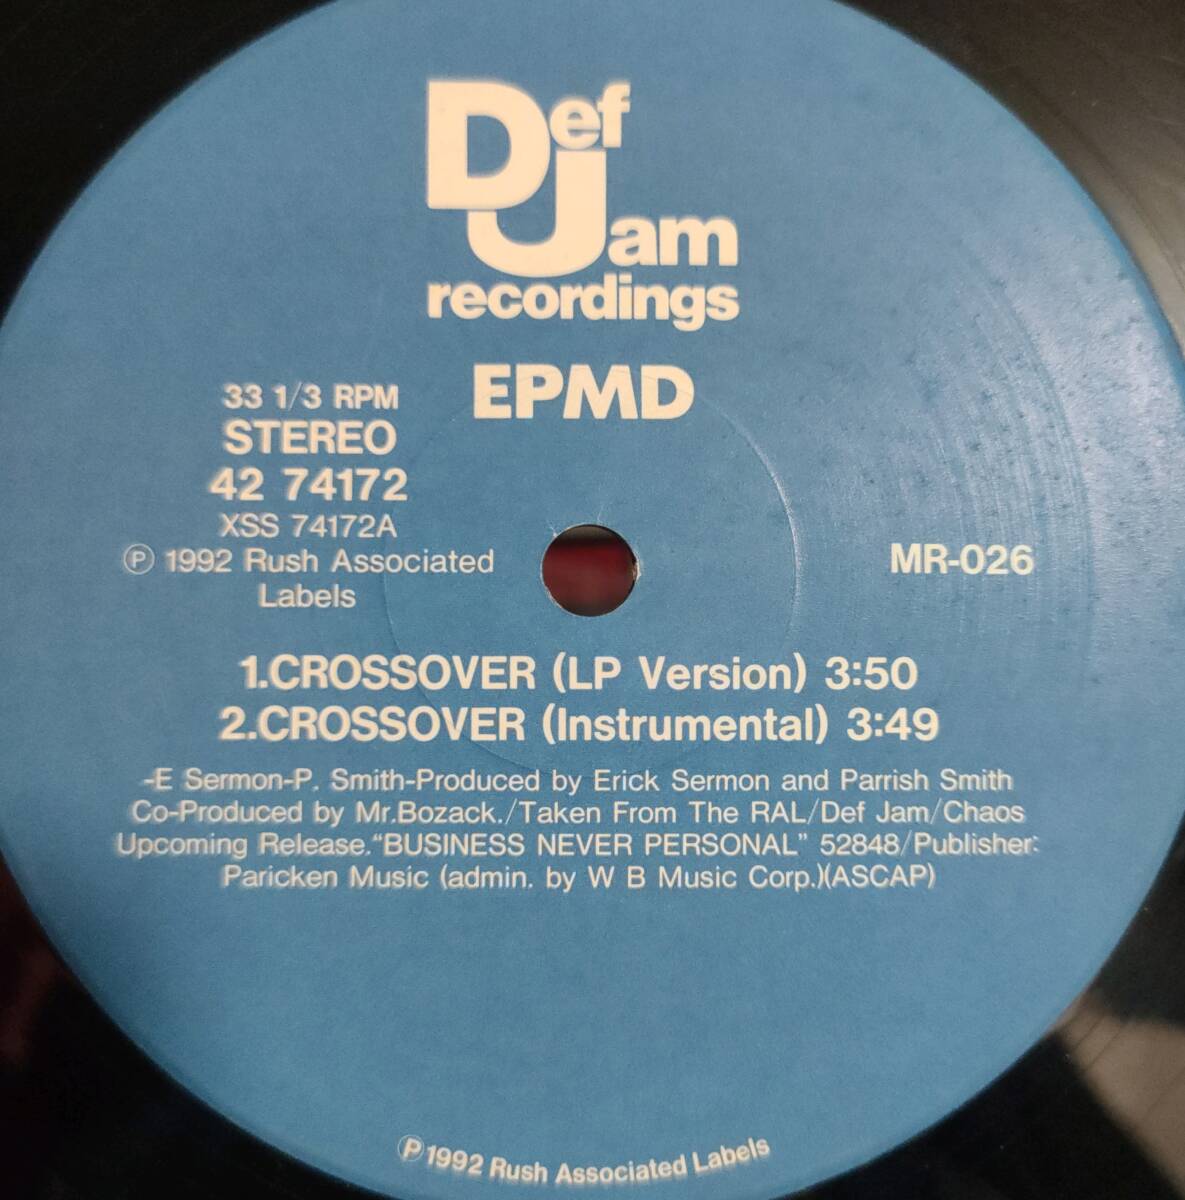 Def
Jam
recordings
EPMD
33 1/3 RPM
STEREO
42 74172
XSS 74172A
Ⓟ 1992 Rush Associated
Labels
MR-026
1.CROSSOVER (LP Version) 3:50
2.CROSSOVER (Instrumental) 3:49
-E Sermon-P. Smith-Produced by Erick Sermon and Parrish Smith
Co-Produced by Mr.Bozack./Taken From The RAL/Def Jam/Chaos
Upcoming Release.“BUSINESS NEVER PERSONAL” 52848/Publisher:
Paricken Music (admin. by W B Music Corp.)(ASCAP)
Ⓟ1992 Rush Associated Labels